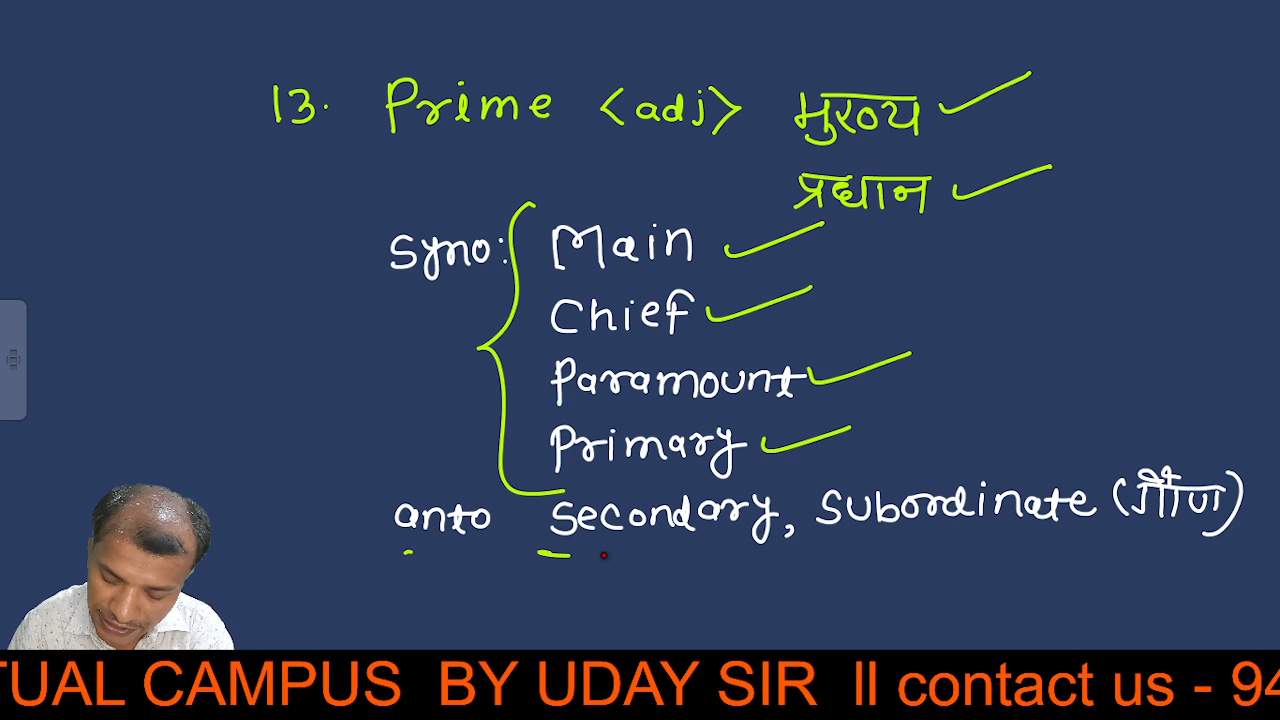 13. Prime <adj> मुख्य
प्रधान
Syno: Main
Chief
Paramount
Primary
anto Secondary, Subordinate (गौण)
TUAL CAMPUS BY UDAY SIR ll contact us - 94